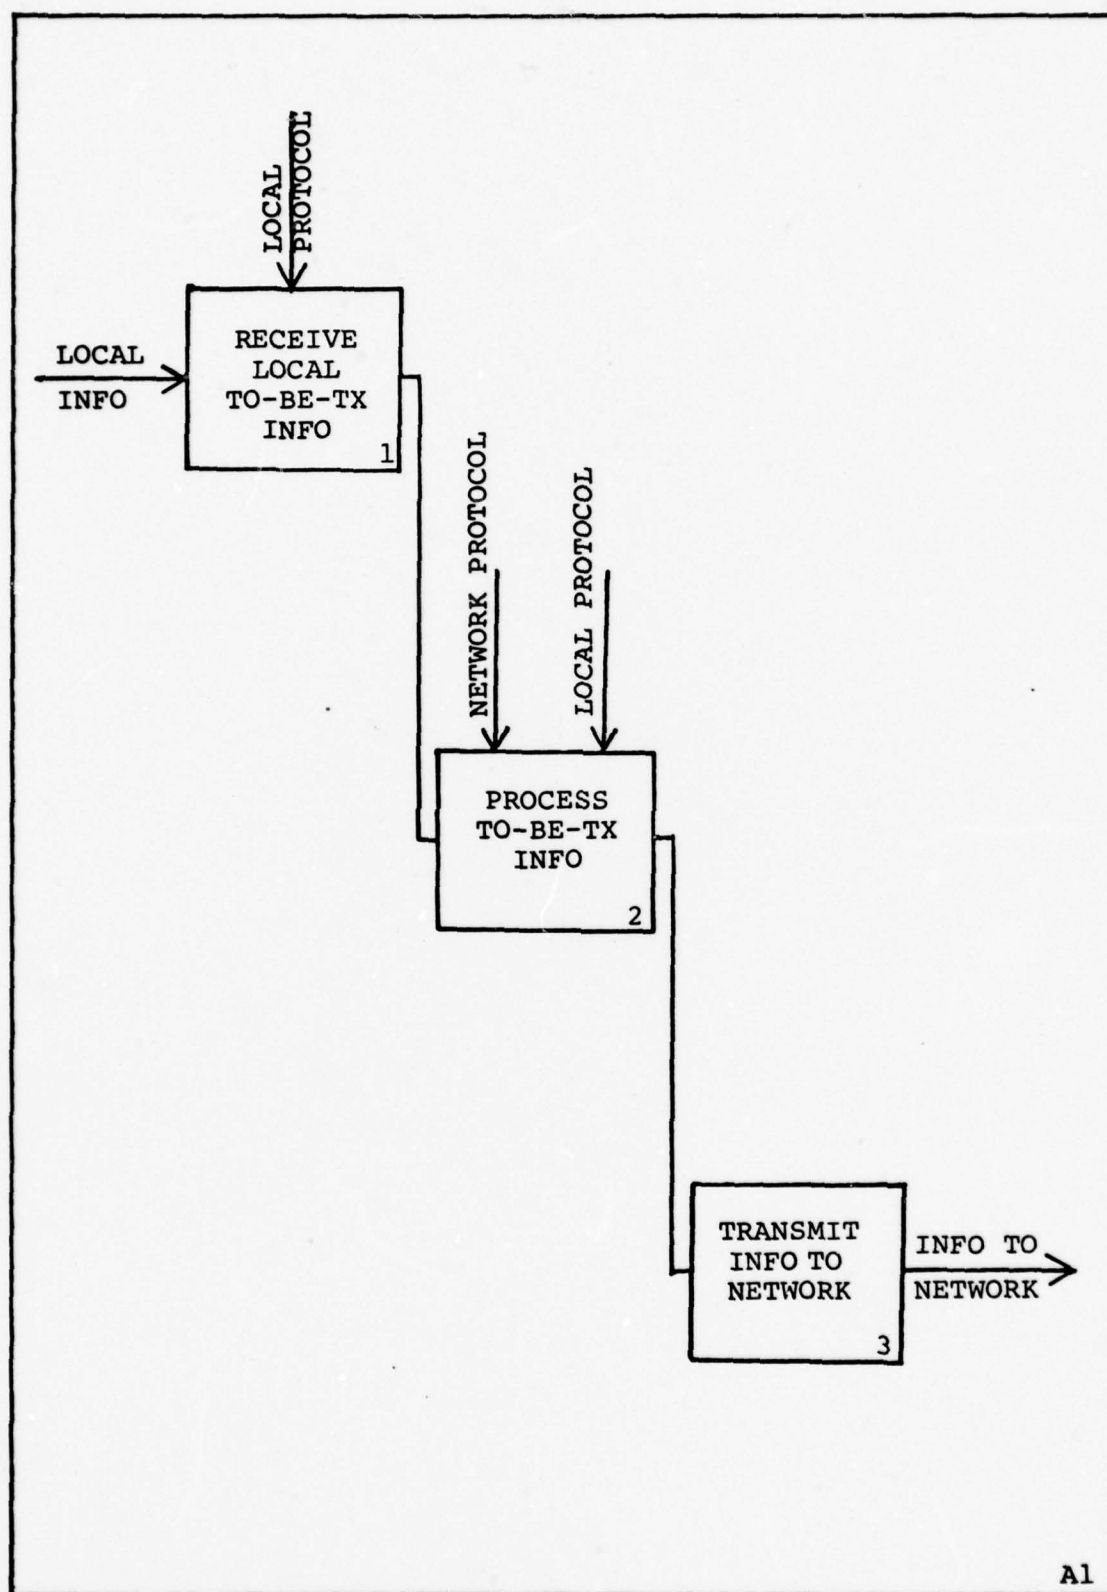 LOCAL
PROTOCOL
LOCAL
INFO
RECEIVE
LOCAL
TO-BE-TX
INFO
1
NETWORK PROTOCOL
LOCAL PROTOCOL
PROCESS
TO-BE-TX
INFO
2
TRANSMIT
INFO TO
NETWORK
3
INFO TO
NETWORK
A1